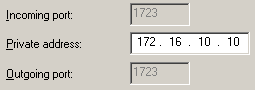 Incoming port: 1723
Private address: 172 . 16 . 10 . 10
Outgoing port: 1723